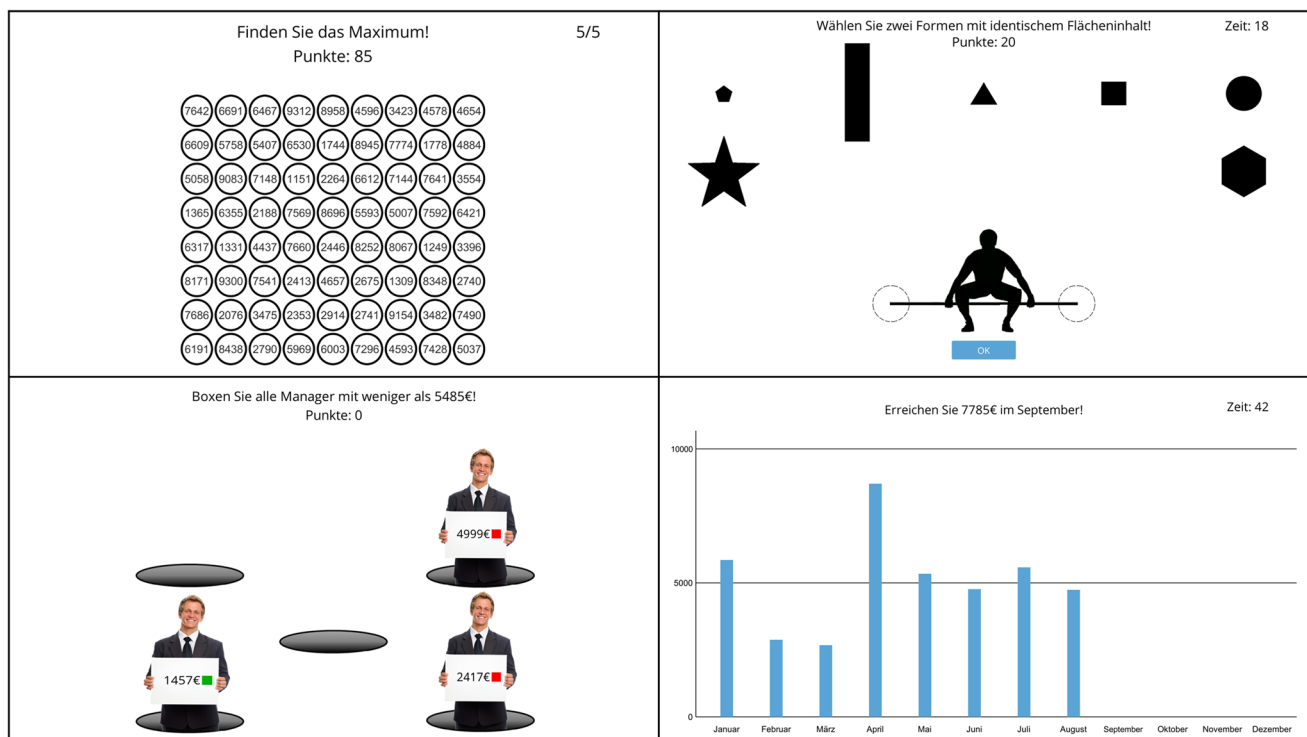 Finden Sie das Maximum!
5/5
Punkte: 85
7642 6691 6467 9312 8958 4596 3423 4578 4654
6609 5758 5407 6530 1744 8945 7774 1778 4884
5058 9083 7148 1151 2264 6612 7144 7641 3554
1365 6355 2188 7569 8696 5593 5007 7592 6421
6317 1331 4437 7660 2446 8252 8067 1249 3396
8171 9300 7541 2413 4657 2675 1309 8348 2740
7686 2076 3475 2353 2914 2741 9154 3482 7490
6191 8438 2790 5969 6003 7296 4593 7428 5037
Wählen Sie zwei Formen mit identischem Flächeninhalt!
Zeit: 18
Punkte: 20
OK
Boxen Sie alle Manager mit weniger als 5485€!
Punkte: 0
4999€
1457€
2417€
Erreichen Sie 7785€ im September!
Zeit: 42
10000
5000
0
Januar Februar März April Mai Juni Juli August September Oktober November Dezember